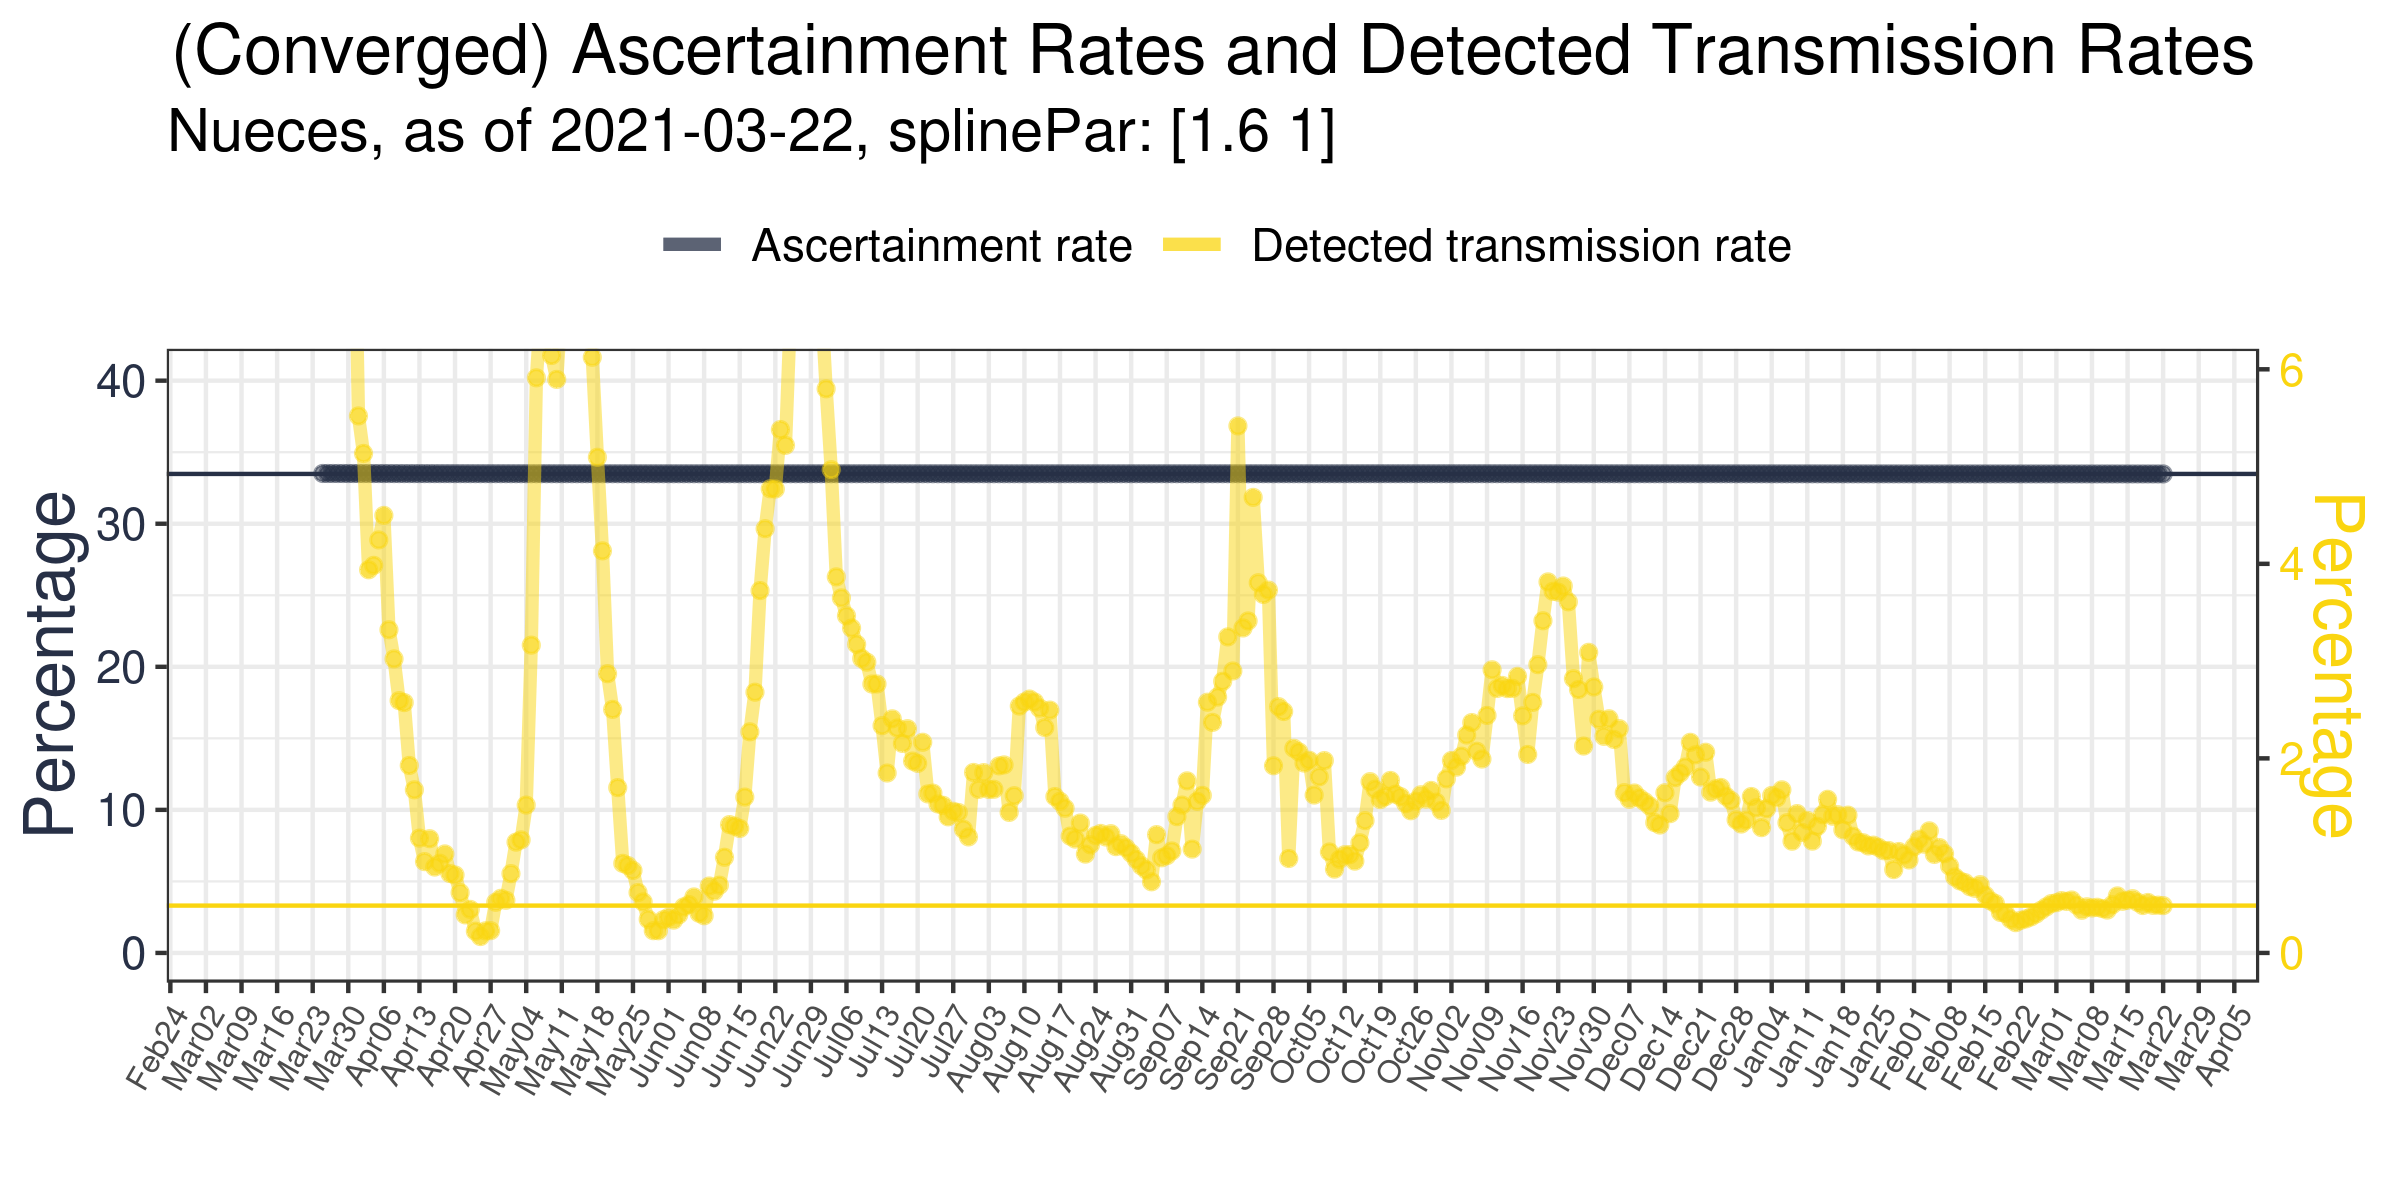 (Converged) Ascertainment Rates and Detected Transmission Rates
Nueces, as of 2021-03-22, splinePar: [1.6 1]
Ascertainment rate
Detected transmission rate
Percentage
40
30
20
10
0
6
4
2
0
Percentage
Feb24
Mar02
Mar09
Mar16
Mar23
Mar30
Apr06
Apr13
Apr20
Apr27
May04
May11
May18
May25
Jun01
Jun08
Jun15
Jun22
Jun29
Jul06
Jul13
Jul20
Jul27
Aug03
Aug10
Aug17
Aug24
Aug31
Sep07
Sep14
Sep21
Sep28
Oct05
Oct12
Oct19
Oct26
Nov02
Nov09
Nov16
Nov23
Nov30
Dec07
Dec14
Dec21
Dec28
Jan04
Jan11
Jan18
Jan25
Feb01
Feb08
Feb15
Feb22
Mar01
Mar08
Mar15
Mar22
Mar29
Apr05